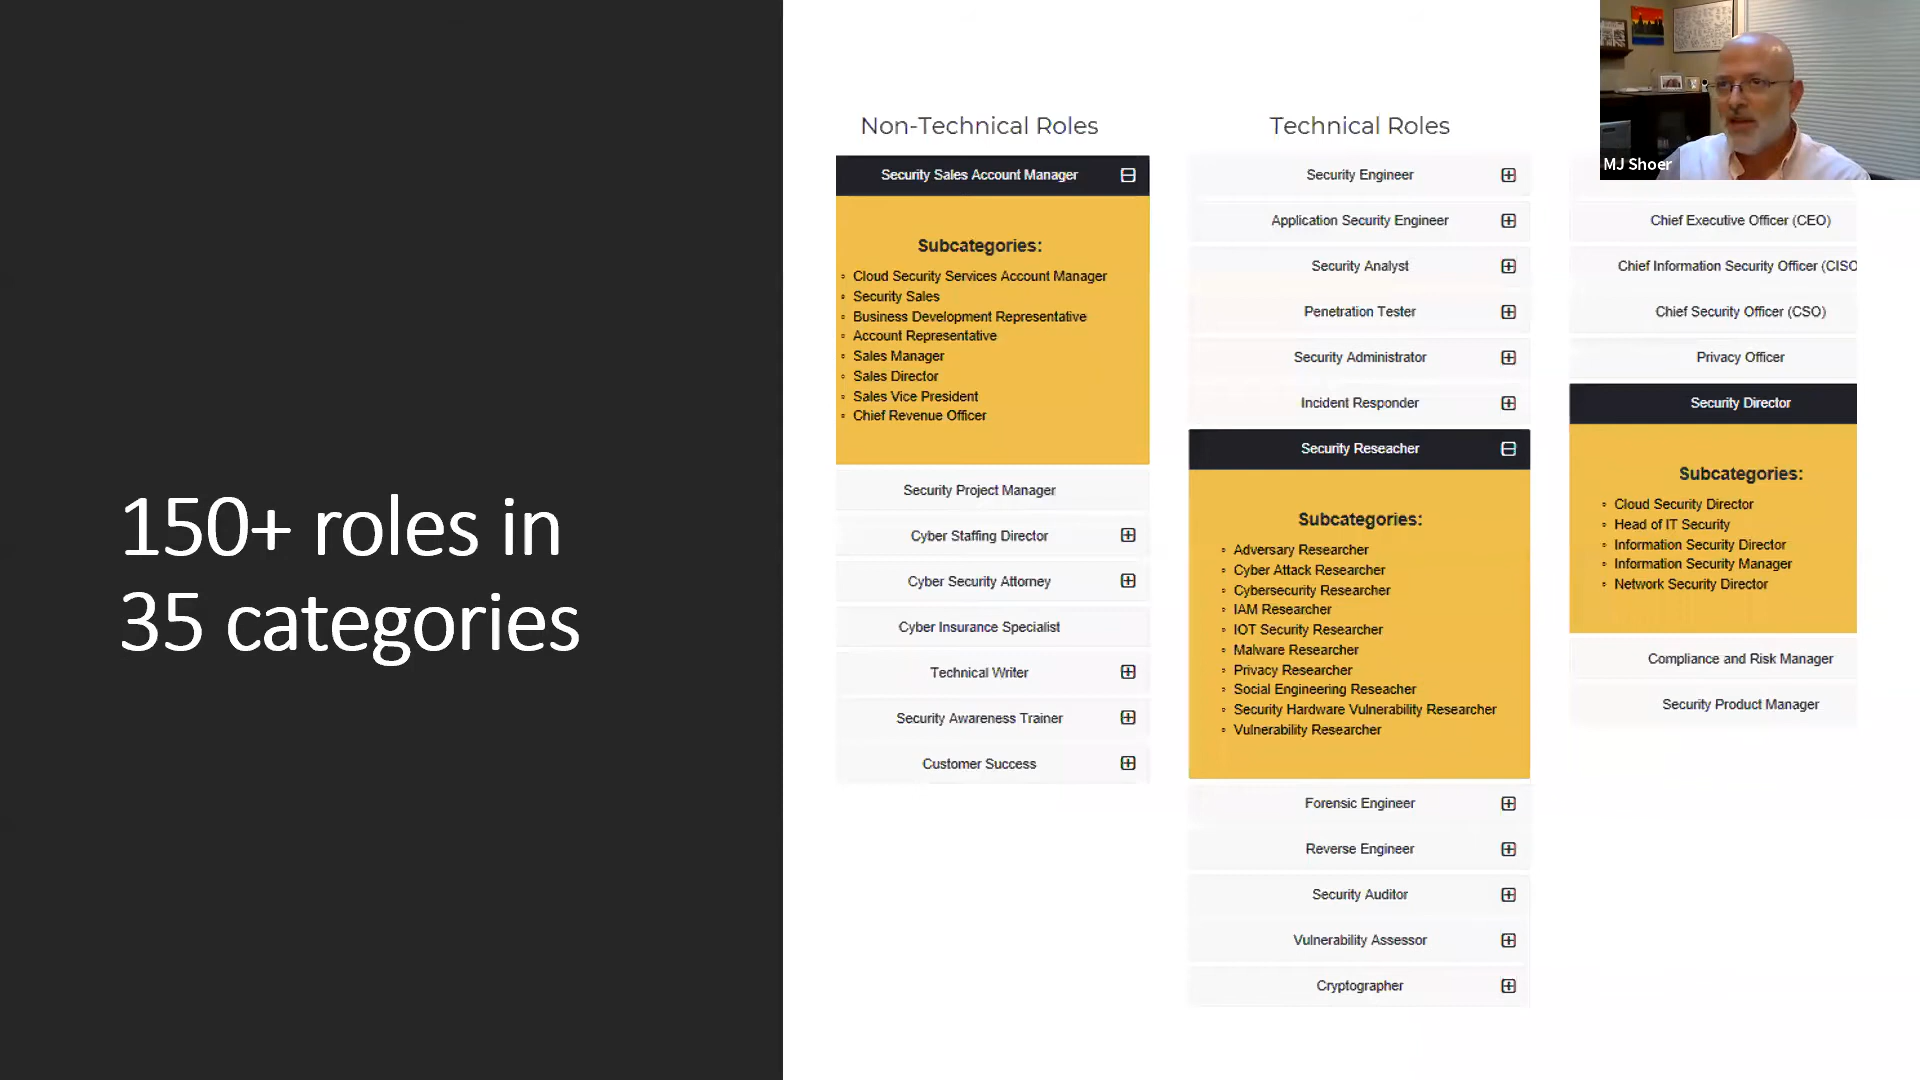 150+ roles in
35 categories
Non-Technical Roles
Security Sales Account Manager
Subcategories:
Cloud Security Services Account Manager
Security Sales
Business Development Representative
Account Representative
Sales Manager
Sales Director
Sales Vice President
Chief Revenue Officer
Security Project Manager
Cyber Staffing Director
Cyber Security Attorney
Cyber Insurance Specialist
Technical Writer
Security Awareness Trainer
Customer Success
Technical Roles
Security Engineer
Application Security Engineer
Security Analyst
Penetration Tester
Security Administrator
Incident Responder
Security Reseacher
Subcategories:
Adversary Researcher
Cyber Attack Researcher
Cybersecurity Researcher
IAM Researcher
IOT Security Researcher
Malware Researcher
Privacy Researcher
Social Engineering Reseacher
Security Hardware Vulnerability Researcher
Vulnerability Researcher
Forensic Engineer
Reverse Engineer
Security Auditor
Vulnerability Assessor
Cryptographer
MJ Shoer
Chief Executive Officer (CEO)
Chief Information Security Officer (CISO
Chief Security Officer (CSO)
Privacy Officer
Security Director
Subcategories:
Cloud Security Director
Head of IT Security
Information Security Director
Information Security Manager
Network Security Director
Compliance and Risk Manager
Security Product Manager